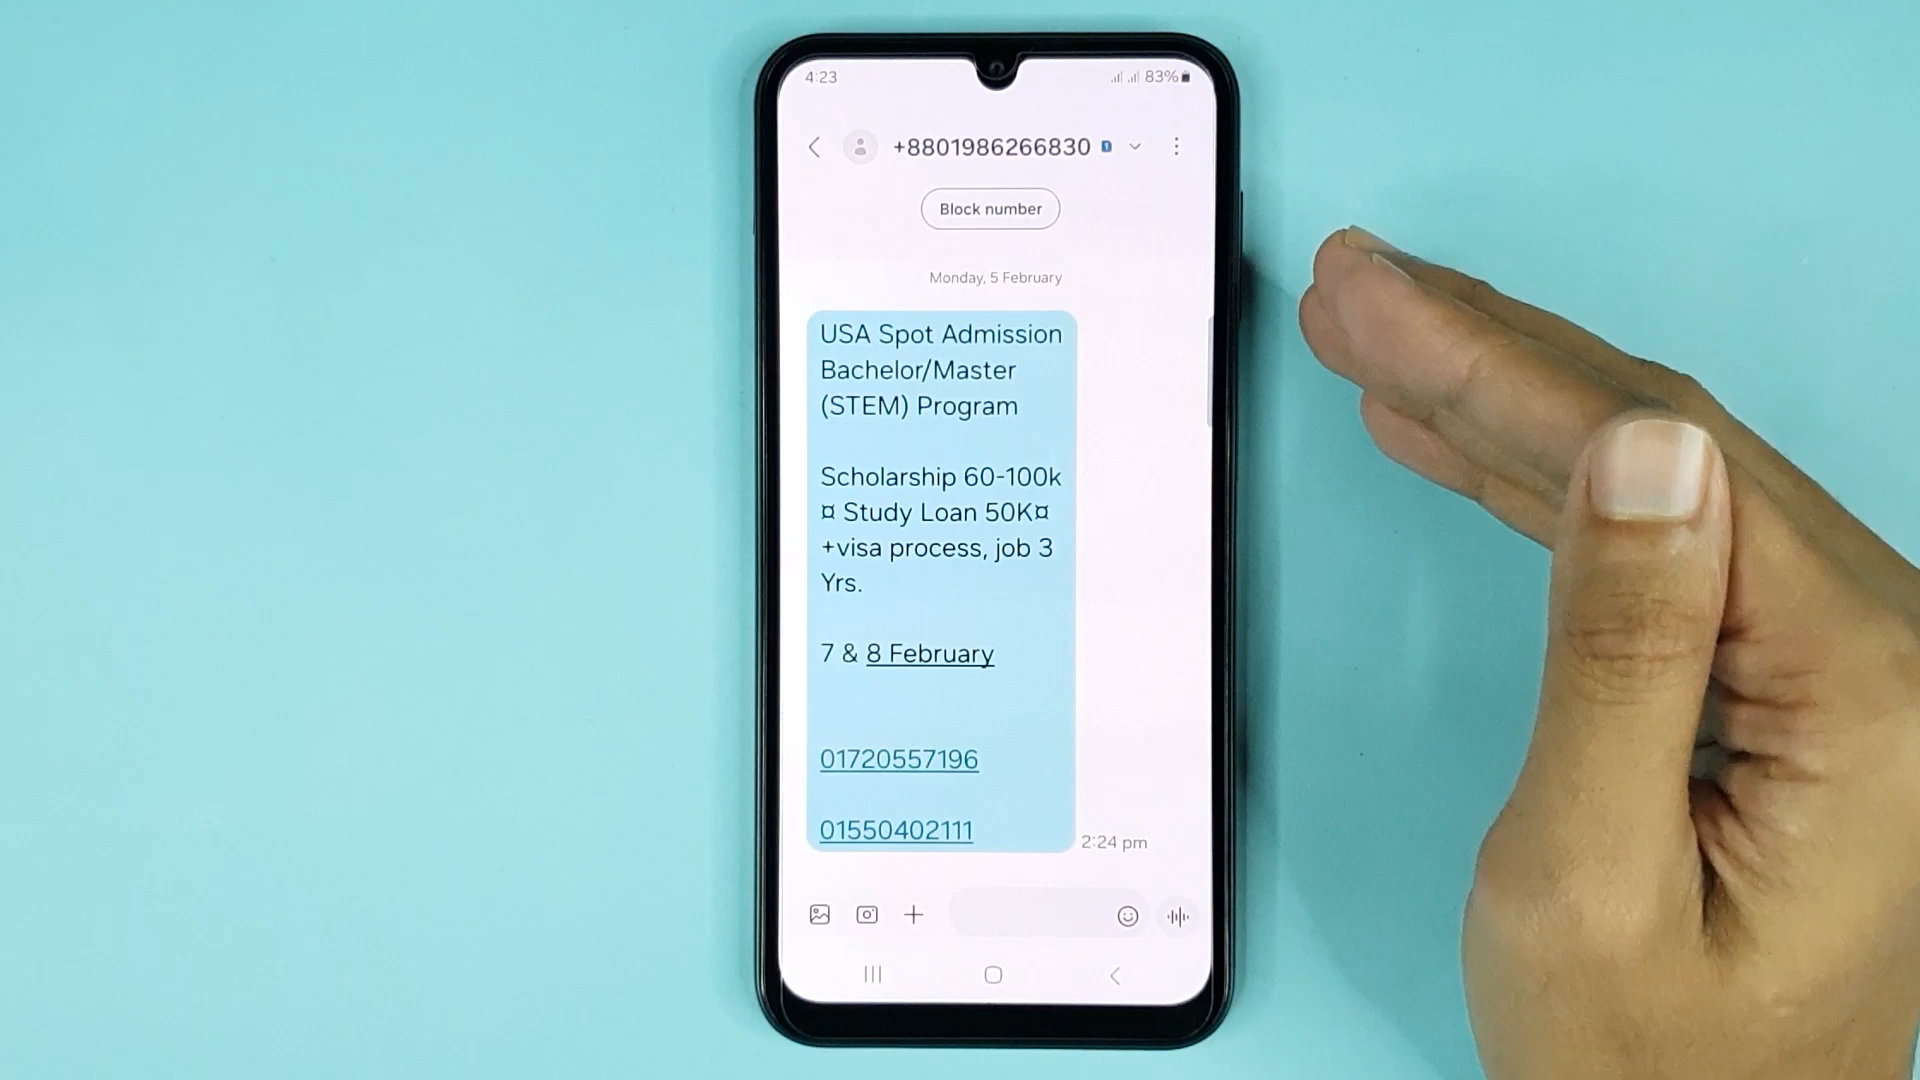 4:23
83%
+8801986266830
Block number
Monday, 5 February
USA Spot Admission
Bachelor/Master
(STEM) Program
Scholarship 60-100k
¤ Study Loan 50K¤
+visa process, job 3
Yrs.
7 & 8 February
01720557196
01550402111
2:24 pm